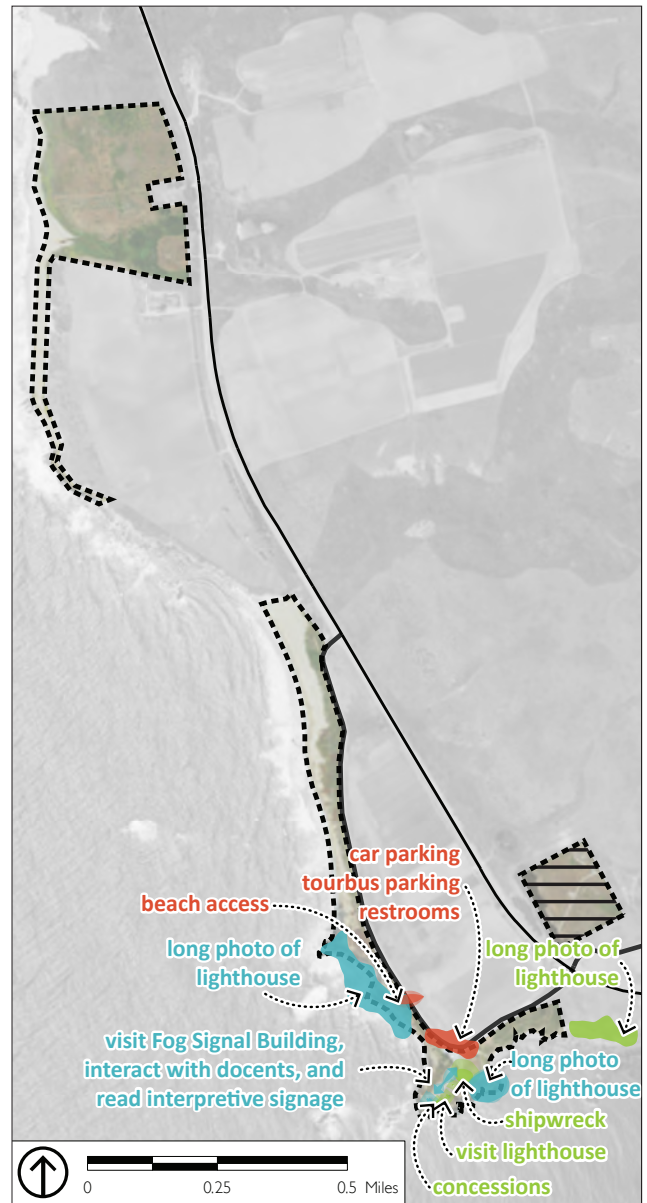 car parking
tourbus parking
restrooms
beach access
long photo of
lighthouse
long photo of
lighthouse
visit Fog Signal Building,
interact with docents, and
read interpretive signage
long photo
of lighthouse
shipwreck
visit lighthouse
concessions
0 0.25 0.5 Miles